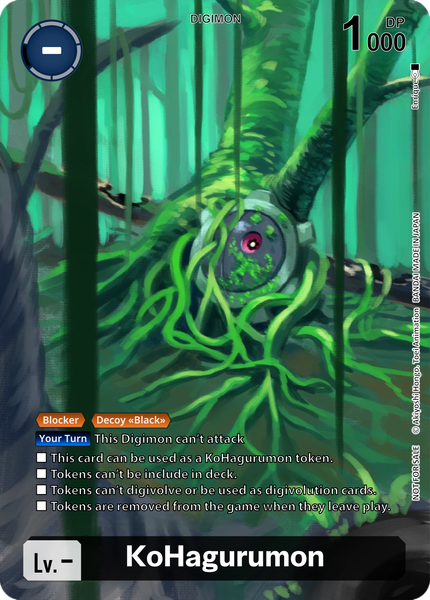 DIGIMON
DP
1000
–
Blocker Decoy «Black»
Your Turn This Digimon can't attack
This card can be used as a KoHagurumon token.
Tokens can't be include in deck.
Tokens can't digivolve or be used as digivolution cards.
Tokens are removed from the game when they leave play.
Lv.– KoHagurumon
NOT FOR SALE © Akiyoshi Hongo, Toei Animation BANDAI MADE IN JAPAN